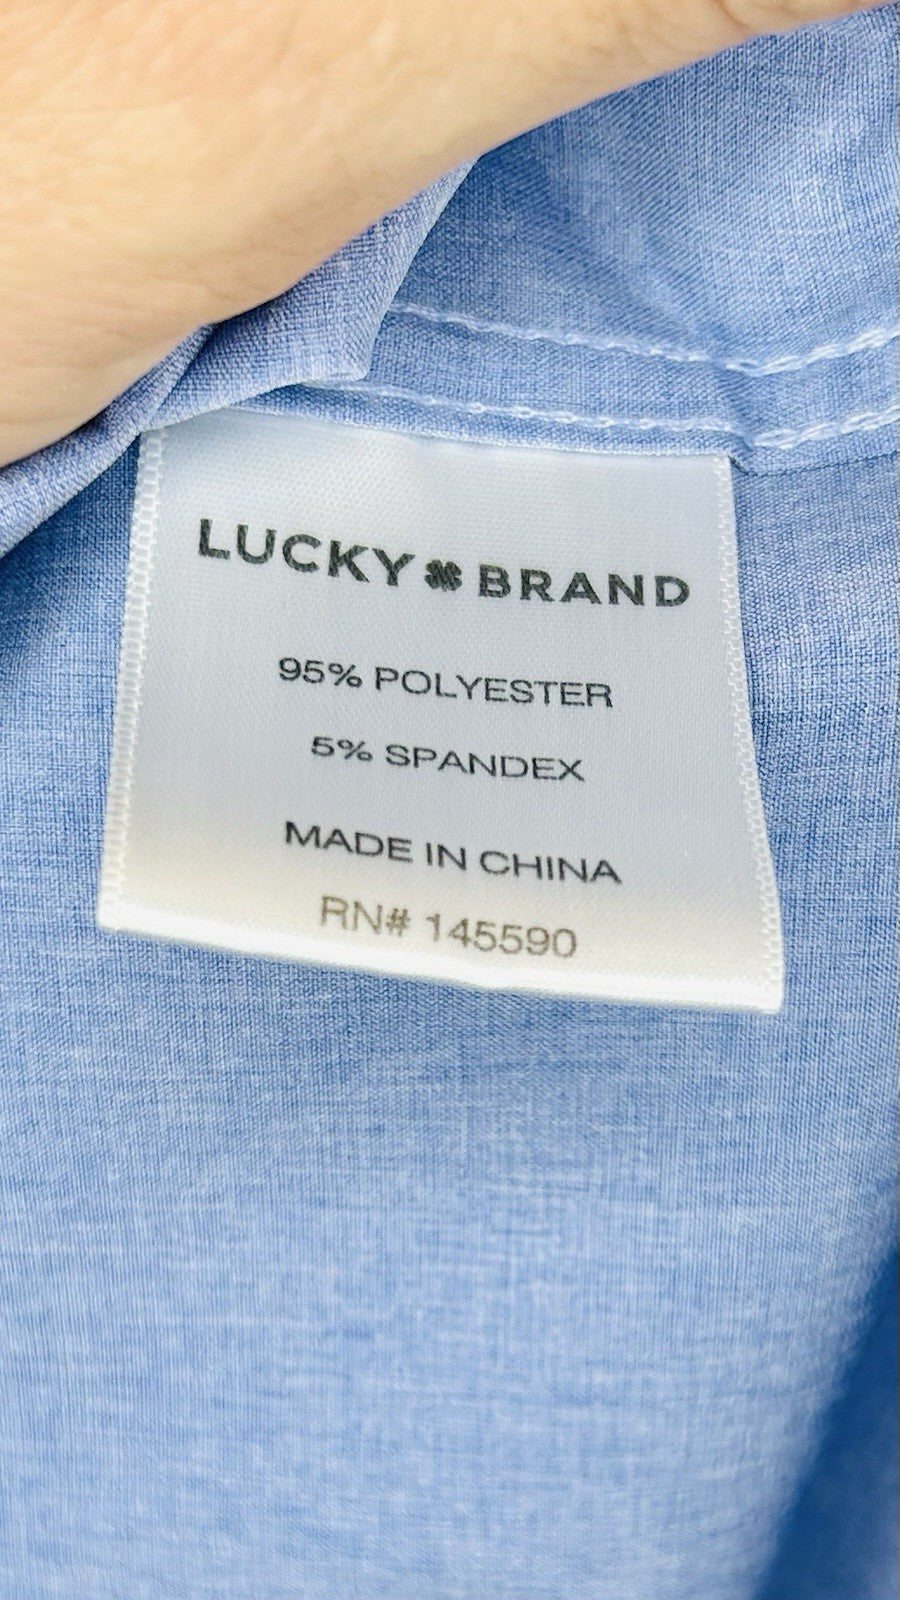 LUCKY BRAND
95% POLYESTER
5% SPANDEX
MADE IN CHINA
RN# 145590